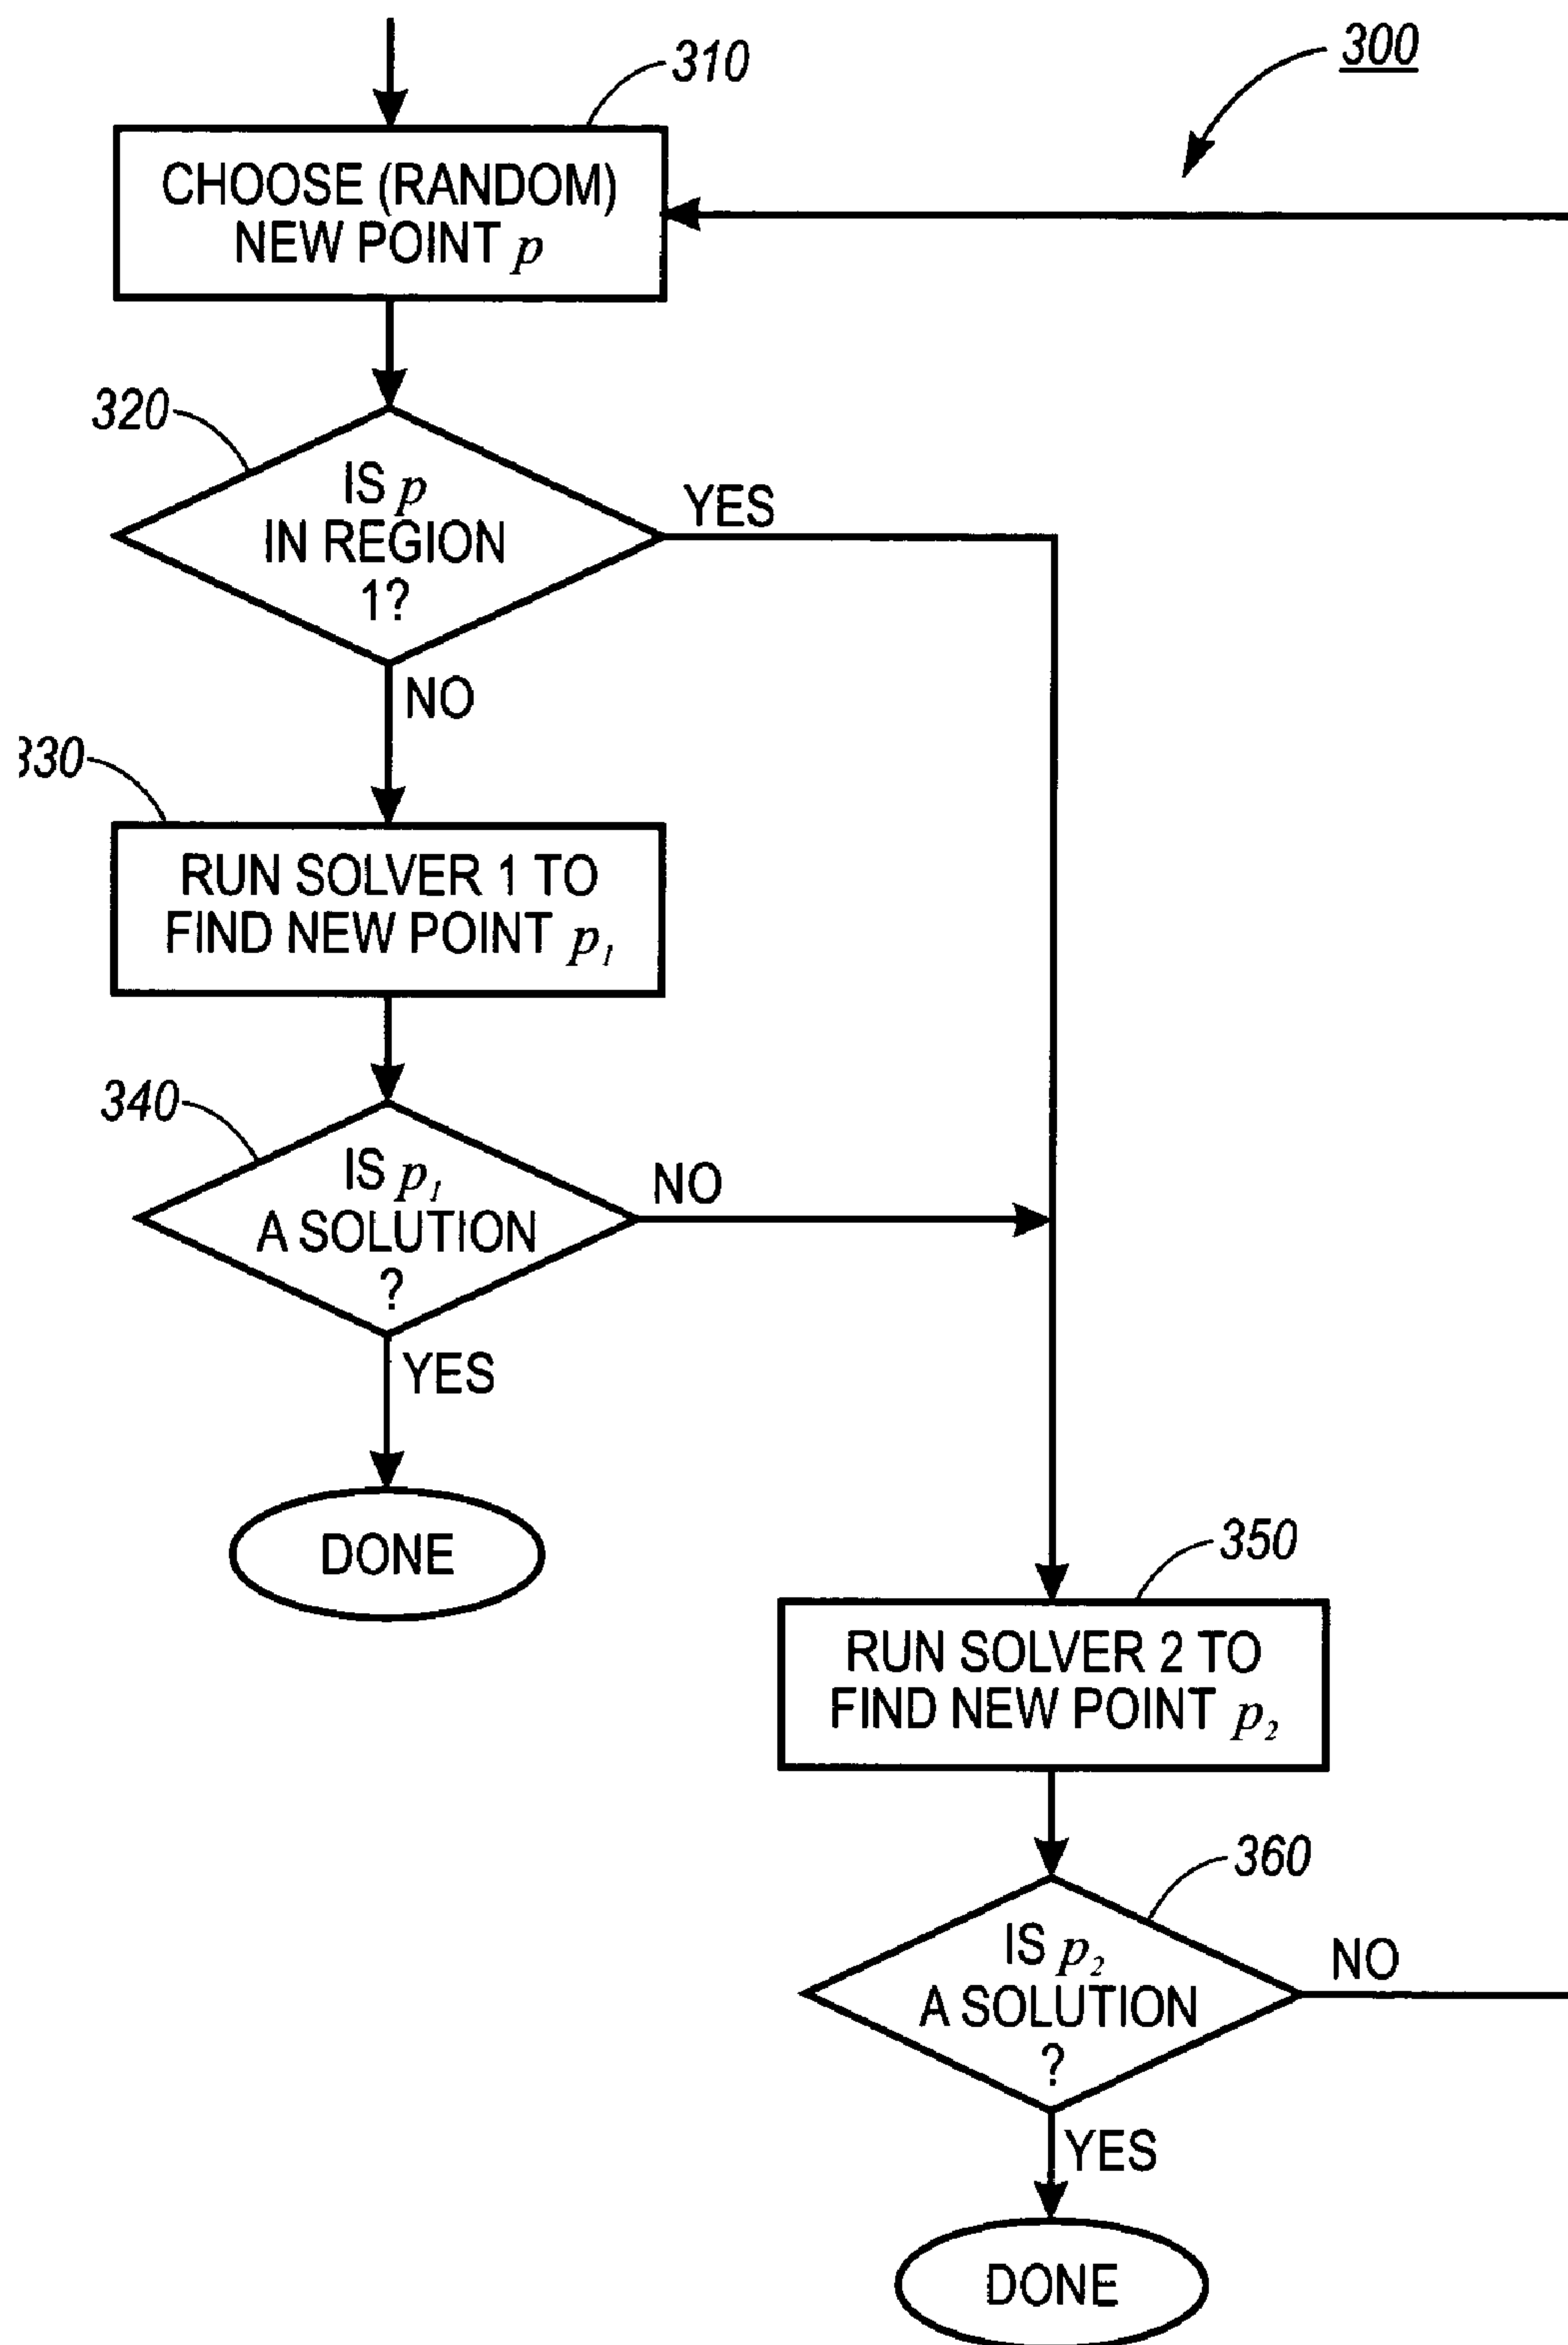 310
300
CHOOSE (RANDOM)
NEW POINT p
320
IS p
IN REGION
1?
YES
NO
330
RUN SOLVER 1 TO
FIND NEW POINT p₁
340
IS p₁
A SOLUTION
?
NO
YES
DONE
350
RUN SOLVER 2 TO
FIND NEW POINT p₂
360
IS p₂
A SOLUTION
?
NO
YES
DONE